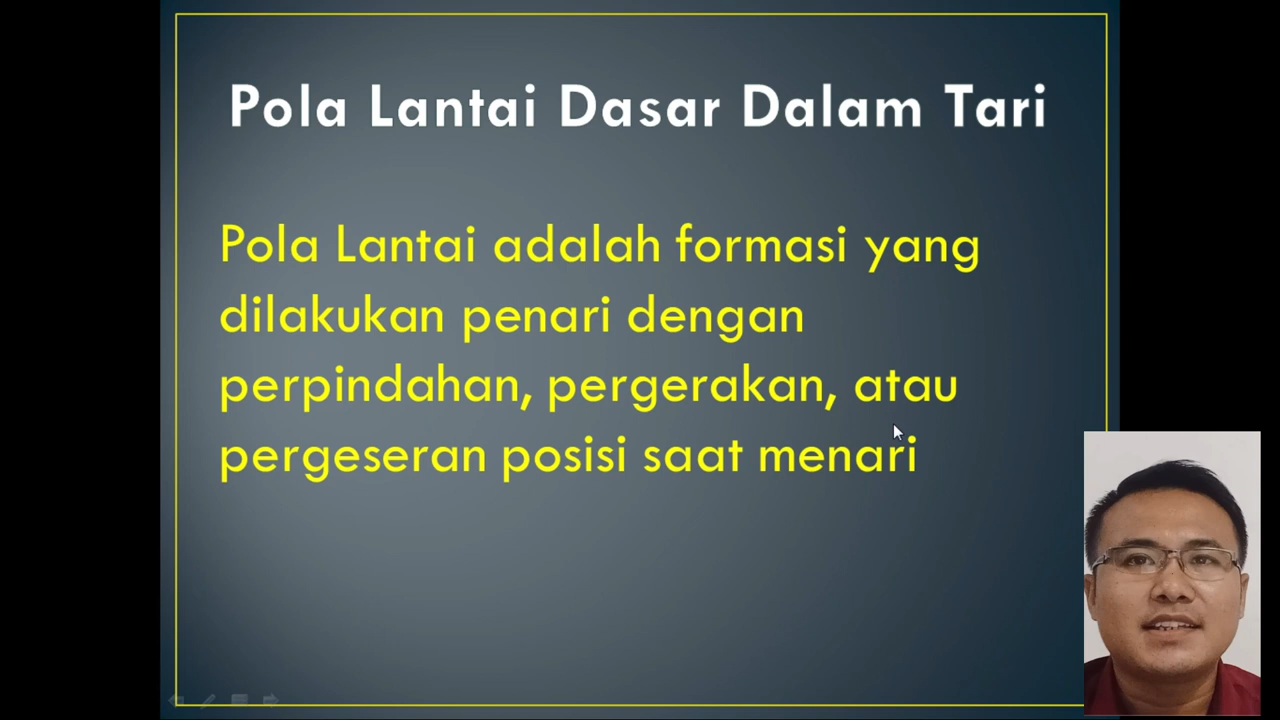 Pola Lantai Dasar Dalam Tari
Pola Lantai adalah formasi yang
dilakukan penari dengan
perpindahan, pergerakan, atau
pergeseran posisi saat menari